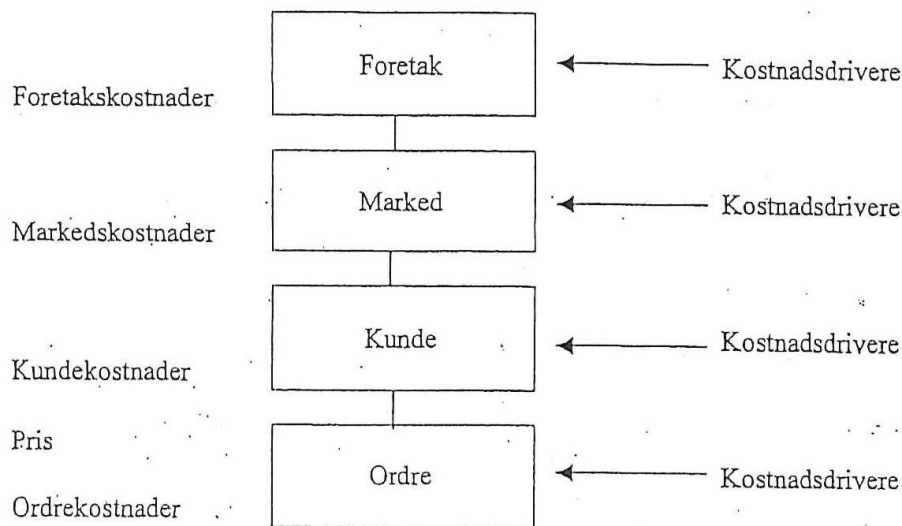 Foretak
Kostnadsdrivere
Foretakskostnader
Marked
Kostnadsdrivere
Markedskostnader
Kunde
Kostnadsdrivere
Kundekostnader
Pris
Ordre
Kostnadsdrivere
Ordrekostnader